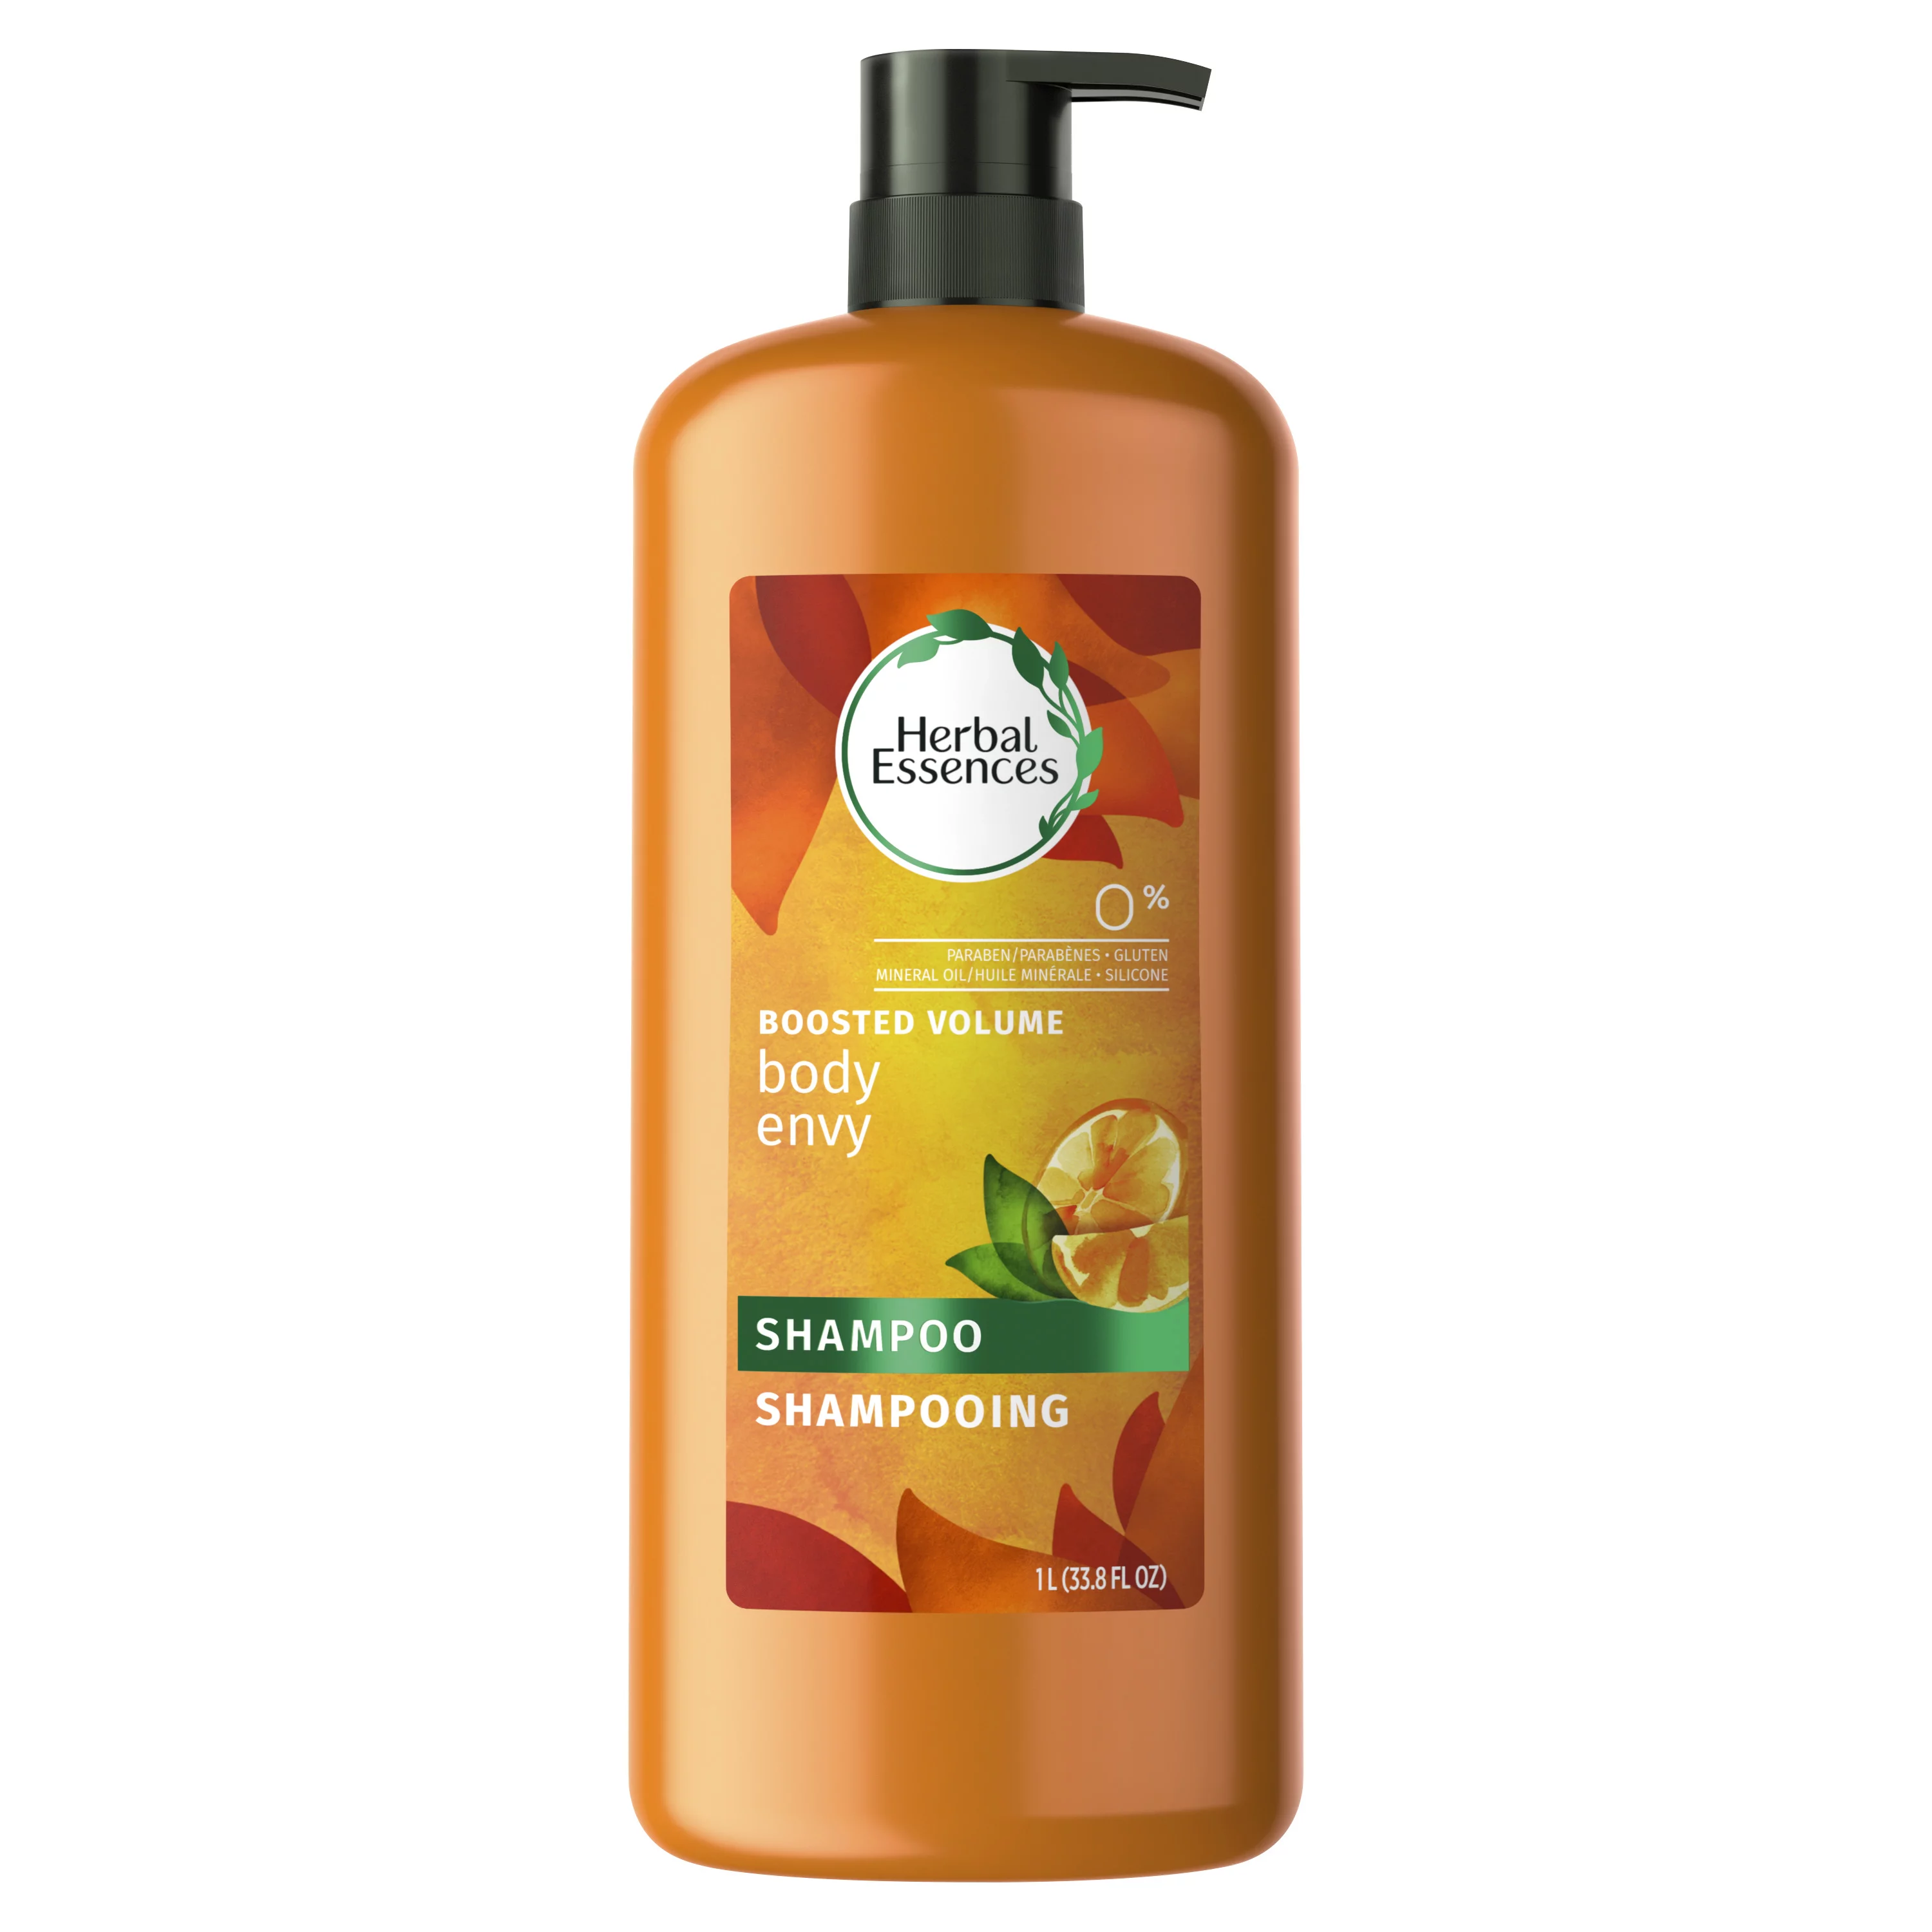 Herbal
Essences
0%
PARABEN/PARABÈNES • GLUTEN
MINERAL OIL/HUILE MINÉRALE • SILICONE
BOOSTED VOLUME
body
envy
SHAMPOO
SHAMPOOING
1 L (33.8 FL OZ)